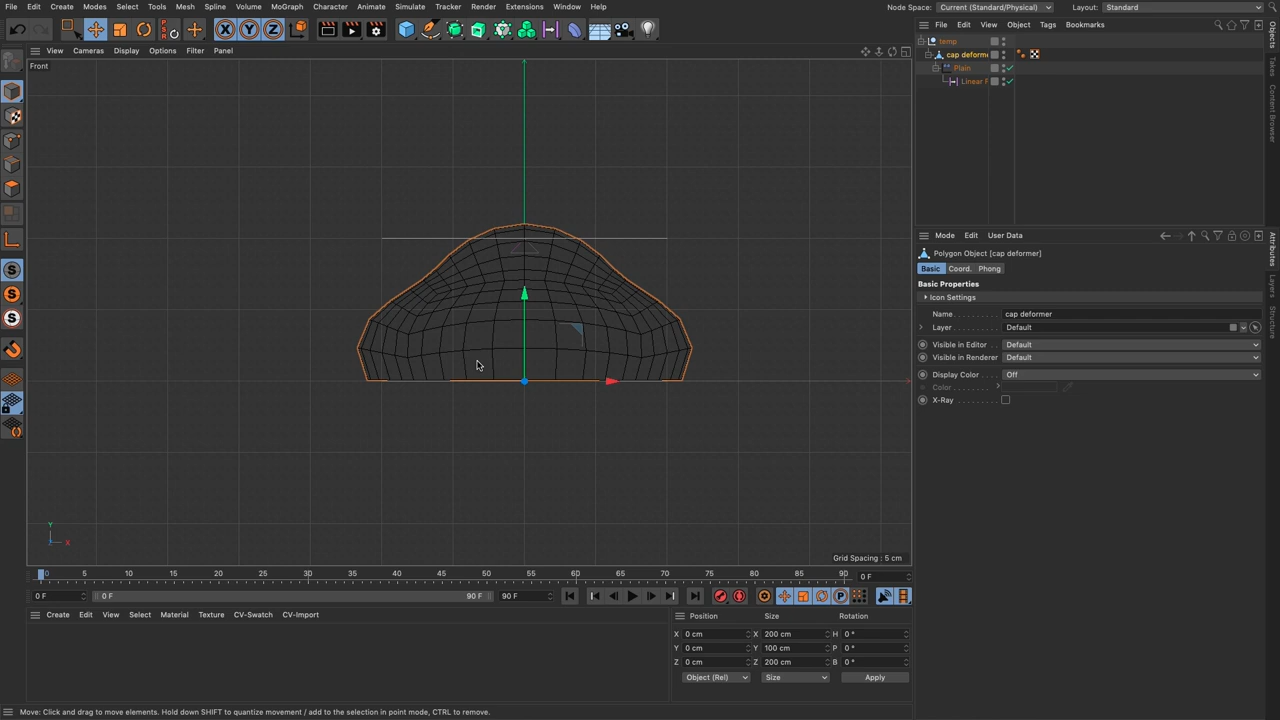 File Edit Create Modes Select Tools Mesh Spline Volume MoGraph Character Animate Simulate Tracker Render Extensions Window Help Node Space: Current (Standard/Physical) Layout: Standard
X Y Z
View Cameras Display Options Filter Panel
File Edit View Object Tags Bookmarks
Front
temp
cap deforme
Plain
Linear F
Objects
Takes
Content Browser
Layers
Structure
Mode Edit User Data
Attributes
Polygon Object [cap deformer]
Basic Coord. Phong
Basic Properties
Icon Settings
Name cap deformer
Layer Default
Visible in Editor Default
Visible in Renderer Default
Display Color Off
Color
X-Ray
Y
X
Grid Spacing : 5 cm
0 5 10 15 20 25 30 35 40 45 50 55 60 65 70 75 80 85 90 0 F
0 F 0 F 90 F 90 F
Create Edit View Select Material Texture CV-Swatch CV-Import
Position Size Rotation
X 0 cm X 200 cm H 0 °
Y 0 cm Y 100 cm P 0 °
Z 0 cm Z 200 cm B 0 °
Object (Rel) Size Apply
Move: Click and drag to move elements. Hold down SHIFT to quantize movement / add to the selection in point mode, CTRL to remove.